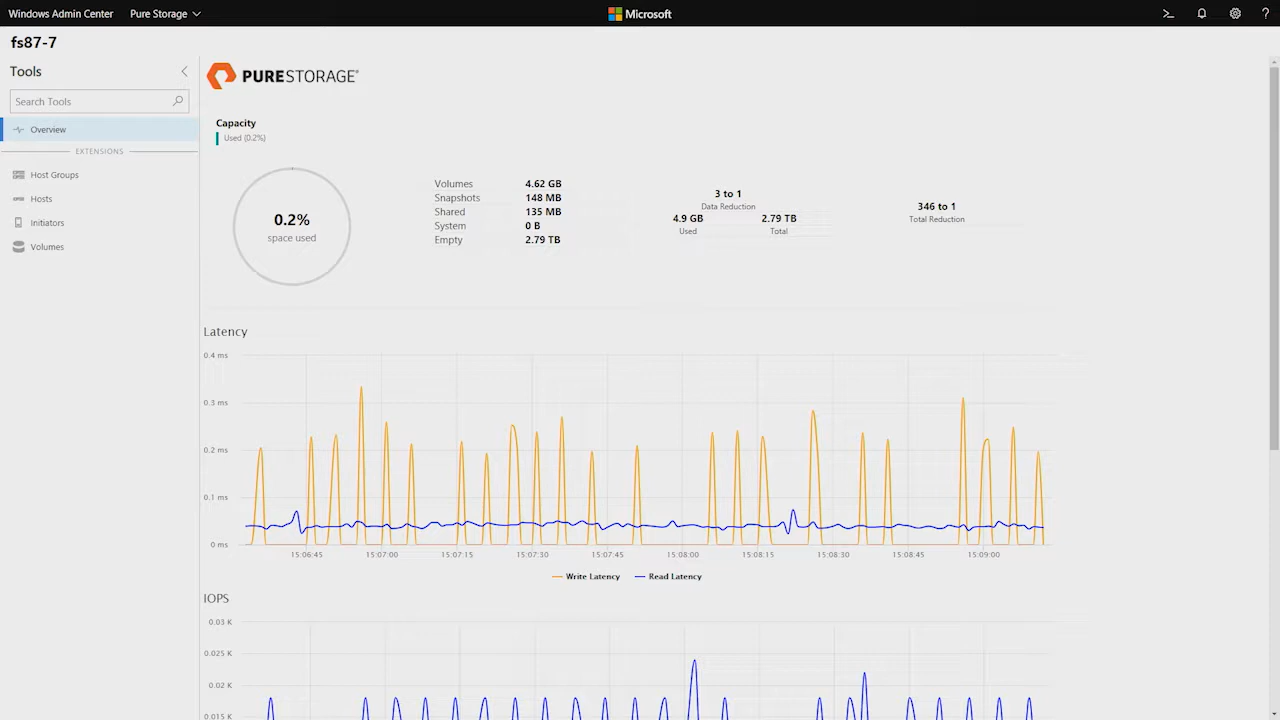 Windows Admin Center Pure Storage Microsoft >_ ?
fs87-7
Tools
Search Tools
Overview
EXTENSIONS
Host Groups
Hosts
Initiators
Volumes
PURESTORAGE®
Capacity
Used (0.2%)
0.2%
space used
Volumes 4.62 GB
Snapshots 148 MB
Shared 135 MB
System 0 B
Empty 2.79 TB
3 to 1
Data Reduction
4.9 GB 2.79 TB
Used Total
346 to 1
Total Reduction
Latency
0.4 ms
0.3 ms
0.2 ms
0.1 ms
0 ms
15:06:45 15:07:00 15:07:15 15:07:30 15:07:45 15:08:00 15:08:15 15:08:30 15:08:45 15:09:00
Write Latency Read Latency
IOPS
0.03 K
0.025 K
0.02 K
0.015 K